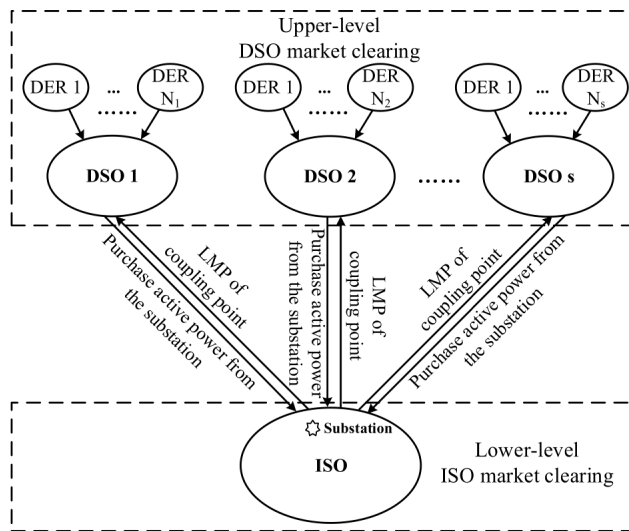 Upper-level
DSO market clearing
DER 1
...
......
DER
N1
DER 1
...
......
DER
N2
DER 1
...
......
DER
Ns
DSO 1
DSO 2
......
DSO s
Purchase active power from
the substation
LMP of
coupling point
Purchase active power
from the substation
LMP of
coupling point
LMP of
coupling point
Purchase active power from
the substation
Substation
ISO
Lower-level
ISO market clearing